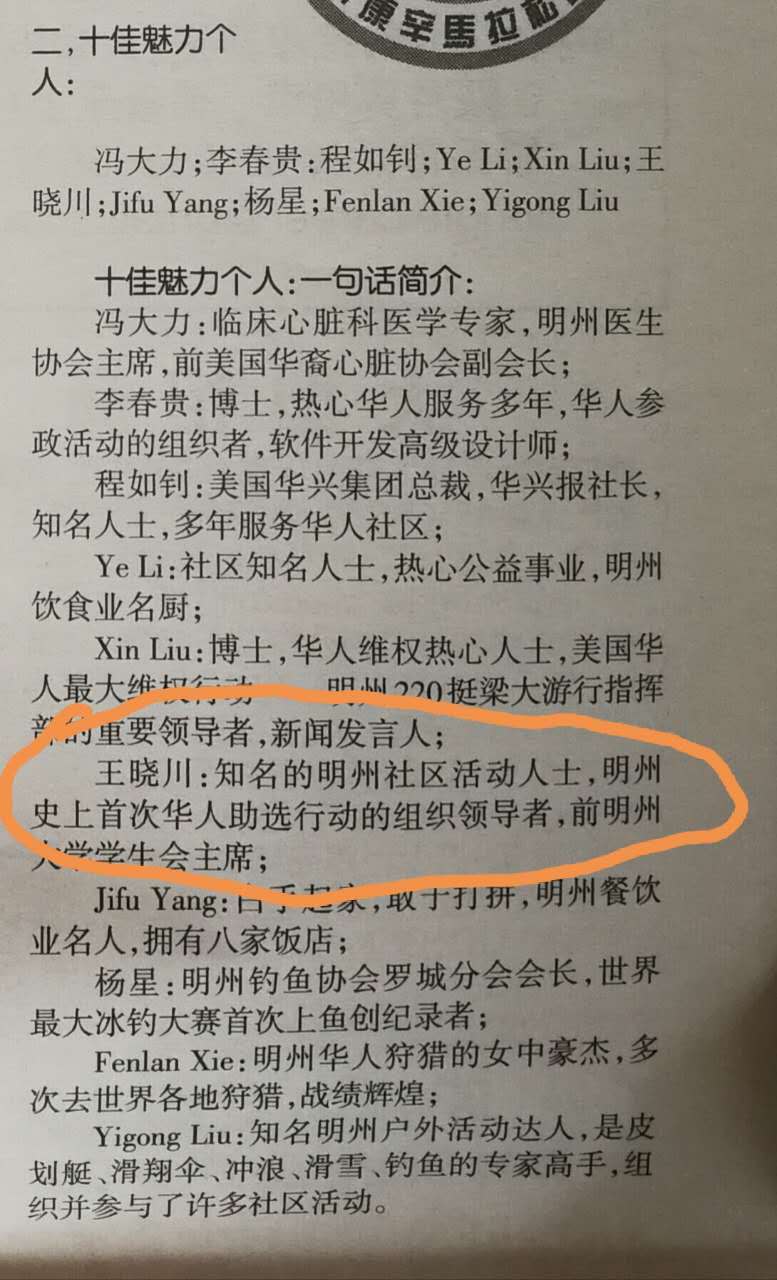 康宰馬拉松
二,十佳魅力个
人:
冯大力;李春贵:程如钊;Ye Li;Xin Liu;王
晓川;Jifu Yang;杨星;Fenlan Xie;Yigong Liu
十佳魅力个人:一句话简介:
冯大力:临床心脏科医学专家,明州医生
协会主席,前美国华裔心脏协会副会长;
李春贵:博士,热心华人服务多年,华人参
政活动的组织者,软件开发高级设计师;
程如钊:美国华兴集团总裁,华兴报社长,
知名人士,多年服务华人社区;
Ye Li:社区知名人士,热心公益事业,明州
饮食业名厨;
Xin Liu:博士,华人维权热心人士,美国华
人最大维权行动——明州220挺梁大游行指挥
部的重要领导者,新闻发言人;
王晓川:知名的明州社区活动人士,明州
史上首次华人助选行动的组织领导者,前明州
大学学生会主席;
Jifu Yang:白手起家,敢于打拼,明州餐饮
业名人,拥有八家饭店;
杨星:明州钓鱼协会罗城分会会长,世界
最大冰钓大赛首次上鱼创纪录者;
Fenlan Xie:明州华人狩猎的女中豪杰,多
次去世界各地狩猎,战绩辉煌;
Yigong Liu:知名明州户外活动达人,是皮
划艇、滑翔伞、冲浪、滑雪、钓鱼的专家高手,组
织并参与了许多社区活动。